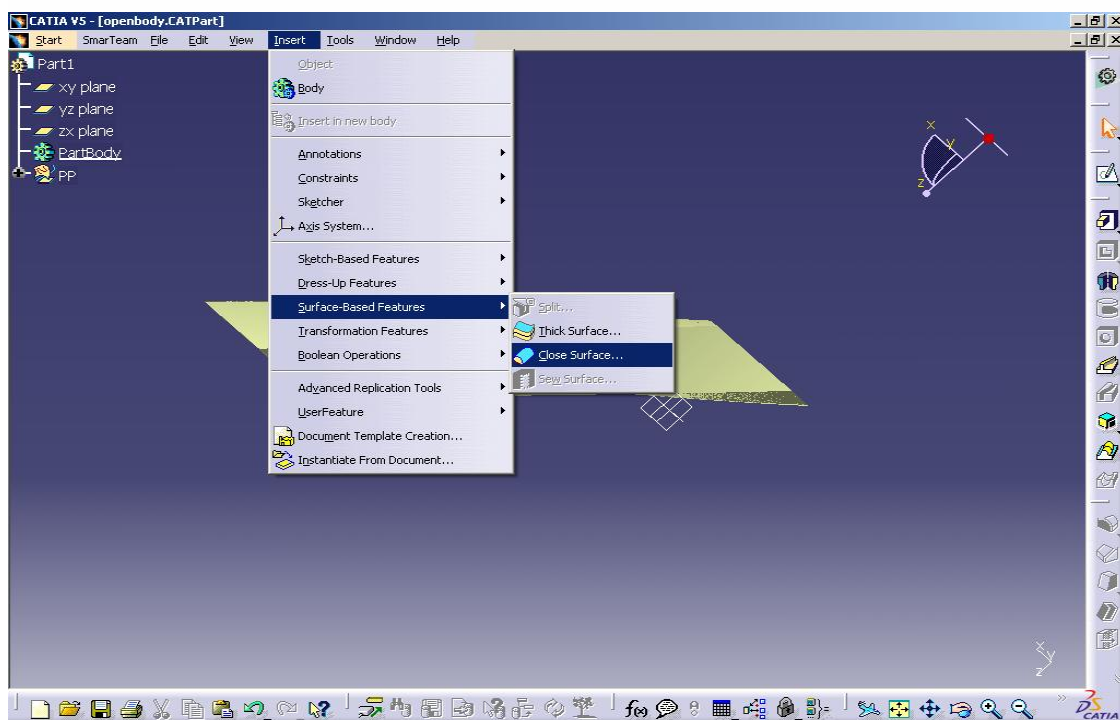 CATIA V5 - [openbody.CATPart]
Start SmarTeam File Edit View Insert Tools Window Help
Part1
xy plane
yz plane
zx plane
PartBody
PP
Object
Body
Insert in new body
Annotations
Constraints
Sketcher
Axis System...
Sketch-Based Features
Dress-Up Features
Surface-Based Features
Transformation Features
Boolean Operations
Advanced Replication Tools
UserFeature
Document Template Creation...
Instantiate From Document...
Split...
Thick Surface...
Close Surface...
Sew Surface...
x
y
z
x
y
z
f(x)
DS
CATIA